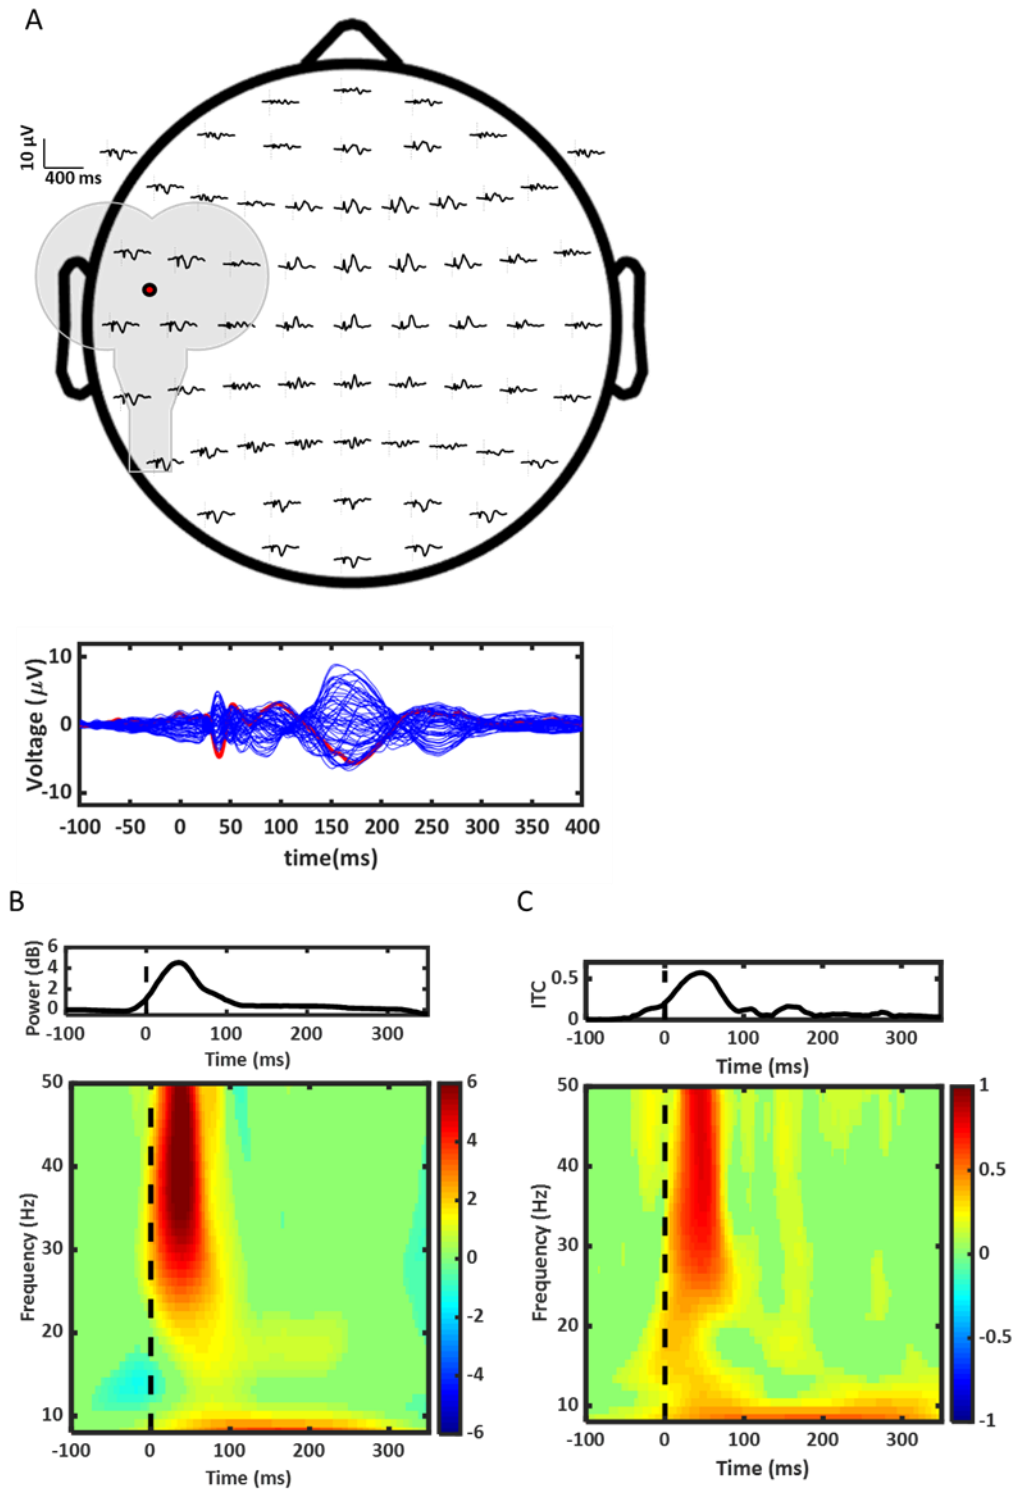 A
10 µV
400 ms
10
0
-10
Voltage (µV)
-100 -50 0 50 100 150 200 250 300 350 400
time(ms)
B
6
4
2
0
Power (dB)
-100 0 100 200 300
Time (ms)
50
40
30
20
10
Frequency (Hz)
-100 0 100 200 300
Time (ms)
6
4
2
0
-2
-4
-6
C
0.5
0
ITC
-100 0 100 200 300
Time (ms)
50
40
30
20
10
Frequency (Hz)
-100 0 100 200 300
Time (ms)
1
0.5
0
-0.5
-1